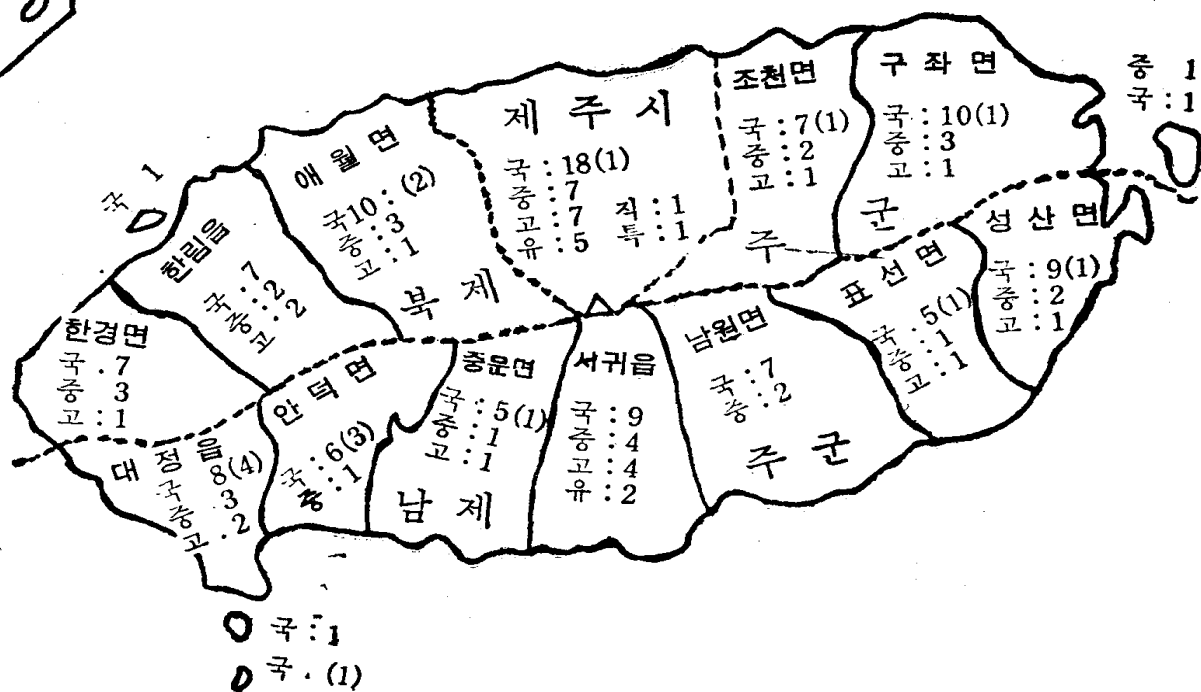 제 주 시
국 : 18(1)
중 : 7
고 : 7 직 : 1
유 : 5 특 : 1
조천면
국 : 7(1)
중 : 2
고 : 1
구 좌 면
국 : 10(1)
중 : 3
고 : 1
중 1
국 : 1
애 월 면
국10 : (2)
중 : 3
고 : 1
국 1
한림읍
국 : 7
중 : 2
고 : 2
한경면
국 . 7
중 3
고 : 1
북 제 주 군
대 정 읍
국 8(4)
중 3
고 . 2
안 덕 면
국 : 6(3)
중 : 1
중문면
국 : 5(1)
중 : 1
고 : 1
서귀읍
국 : 9
중 : 4
고 : 4
유 : 2
남원면
국 : 7
중 : 2
표 선 면
국 : 5(1)
중 : 1
고 : 1
성 산 면
국 : 9(1)
중 : 2
고 : 1
남 제 주 군
국 : 1
국 . (1)